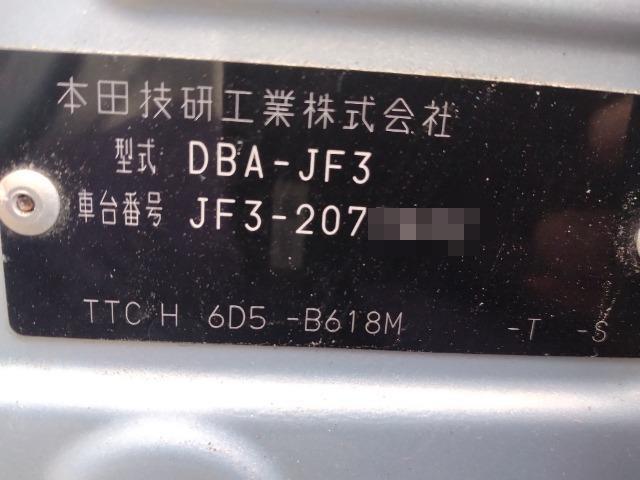 本田技研工業株式会社
型式 DBA-JF3
車台番号 JF3-207
TTC H 6D5 -B618M -T -S